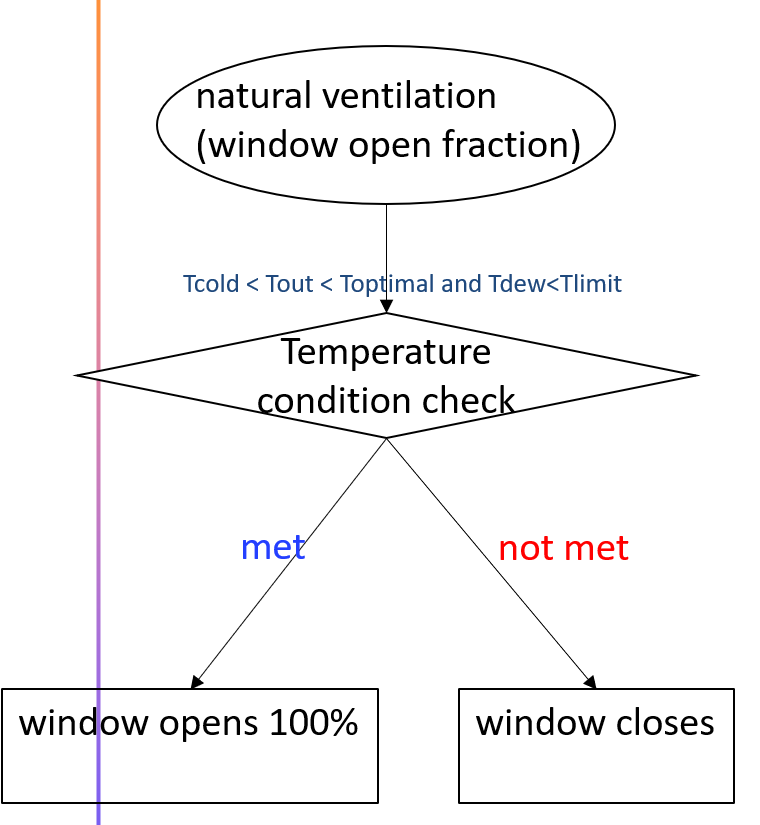 natural ventilation
(window open fraction)
Tcold < Tout < Toptimal and Tdew<Tlimit
Temperature
condition check
met
not met
window opens 100%
window closes